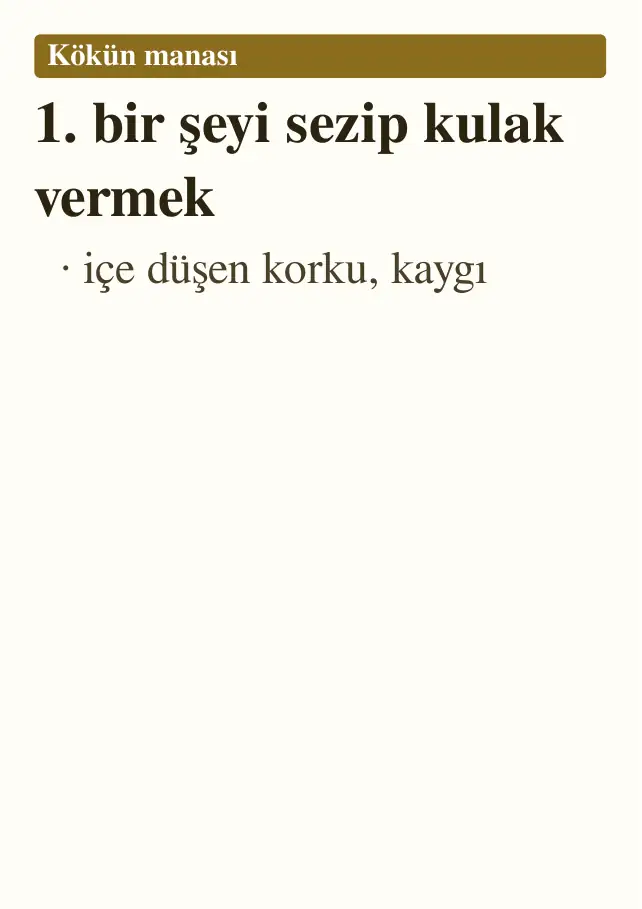 Kökün manası
1. bir şeyi sezip kulak
vermek
· içe düşen korku, kaygı